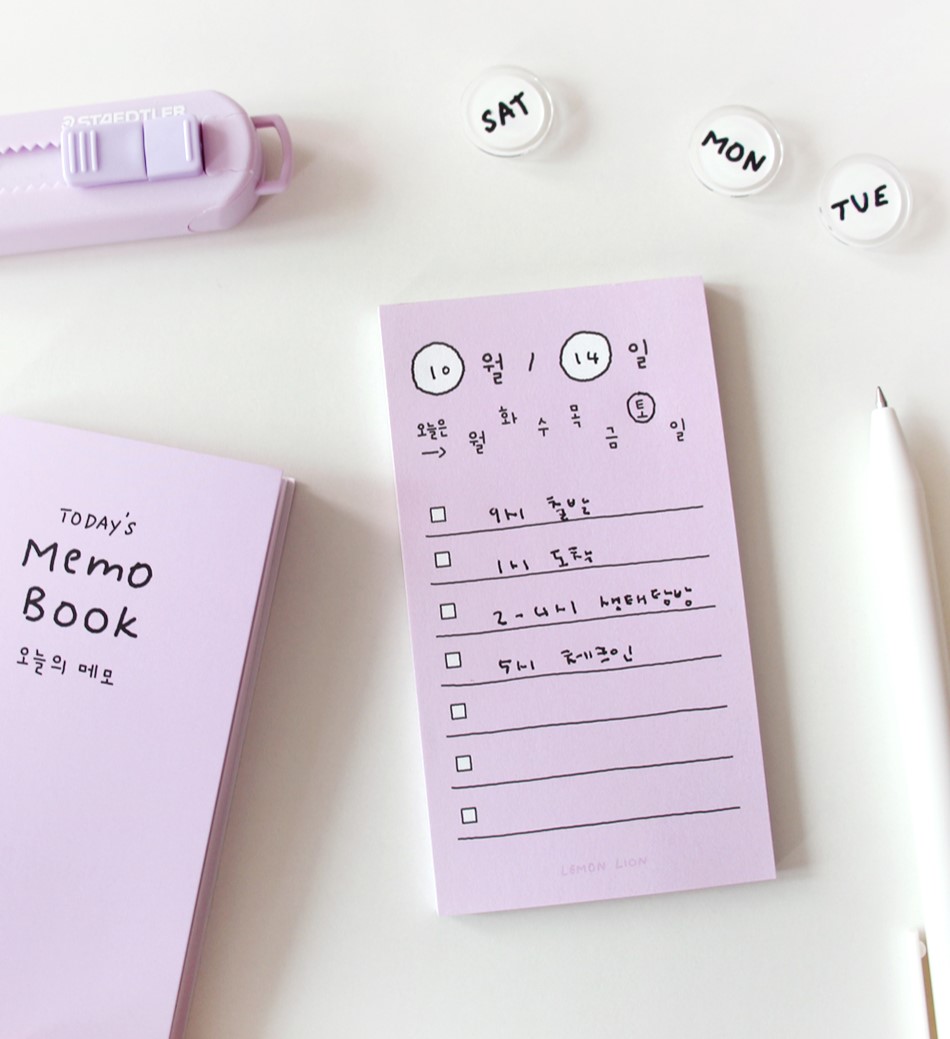 STAEDTLER
SAT
MON
TUE
10 월 / 14 일
오늘은 → 월 화 수 목 금 토 일
9시 출발
1시 도착
2-4시 생태탐방
5시 체크인
LEMON LION
TODAY'S
Memo
Book
오늘의 메모